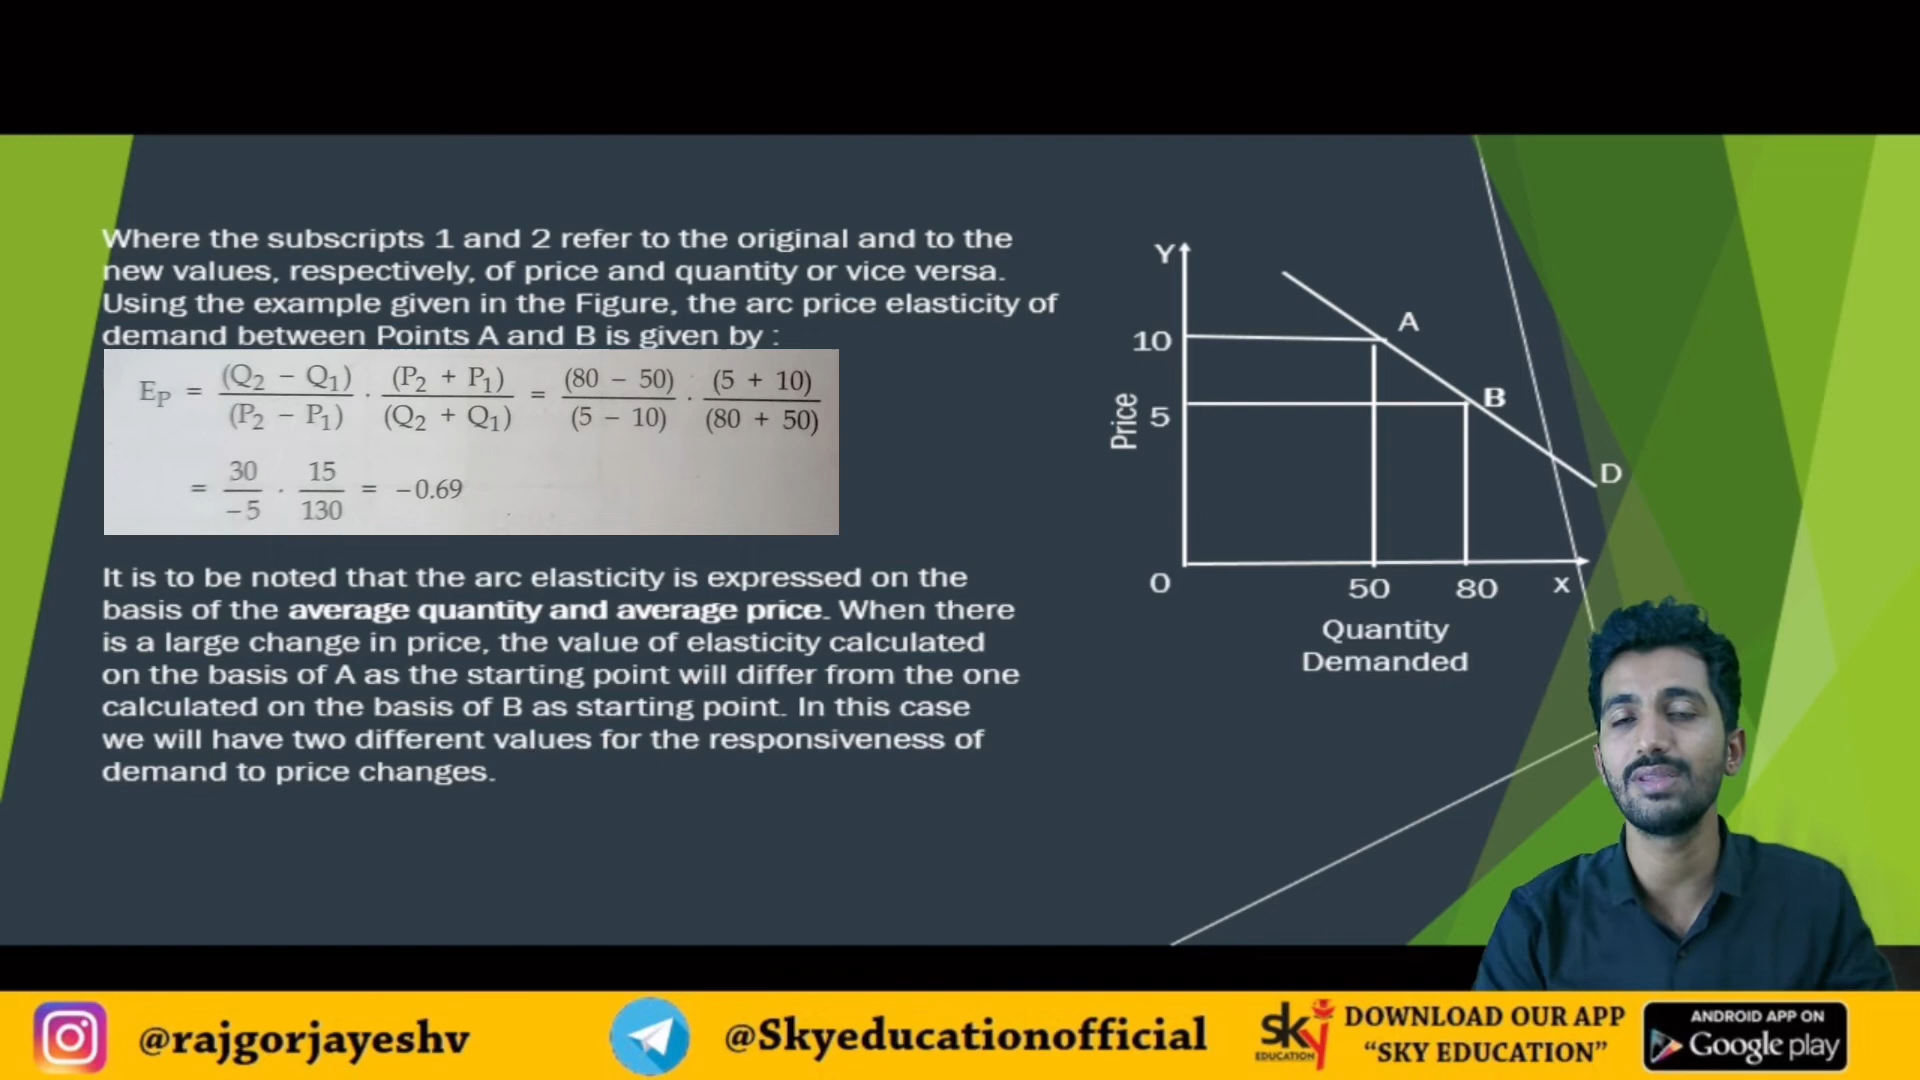 Where the subscripts 1 and 2 refer to the original and to the
new values, respectively, of price and quantity or vice versa.
Using the example given in the Figure, the arc price elasticity of
demand between Points A and B is given by :
E_P = (Q₂ − Q₁)/(P₂ − P₁) · (P₂ + P₁)/(Q₂ + Q₁) = (80 − 50)/(5 − 10) · (5 + 10)/(80 + 50)
= 30/−5 · 15/130 = −0.69
It is to be noted that the arc elasticity is expressed on the
basis of the average quantity and average price. When there
is a large change in price, the value of elasticity calculated
on the basis of A as the starting point will differ from the one
calculated on the basis of B as starting point. In this case
we will have two different values for the responsiveness of
demand to price changes.
Y
A
10
B
Price
5
D
0
50
80
X
Quantity
Demanded
@rajgorjayeshv
@Skyeducationofficial
sky
EDUCATION
DOWNLOAD OUR APP
“SKY EDUCATION”
ANDROID APP ON
Google play